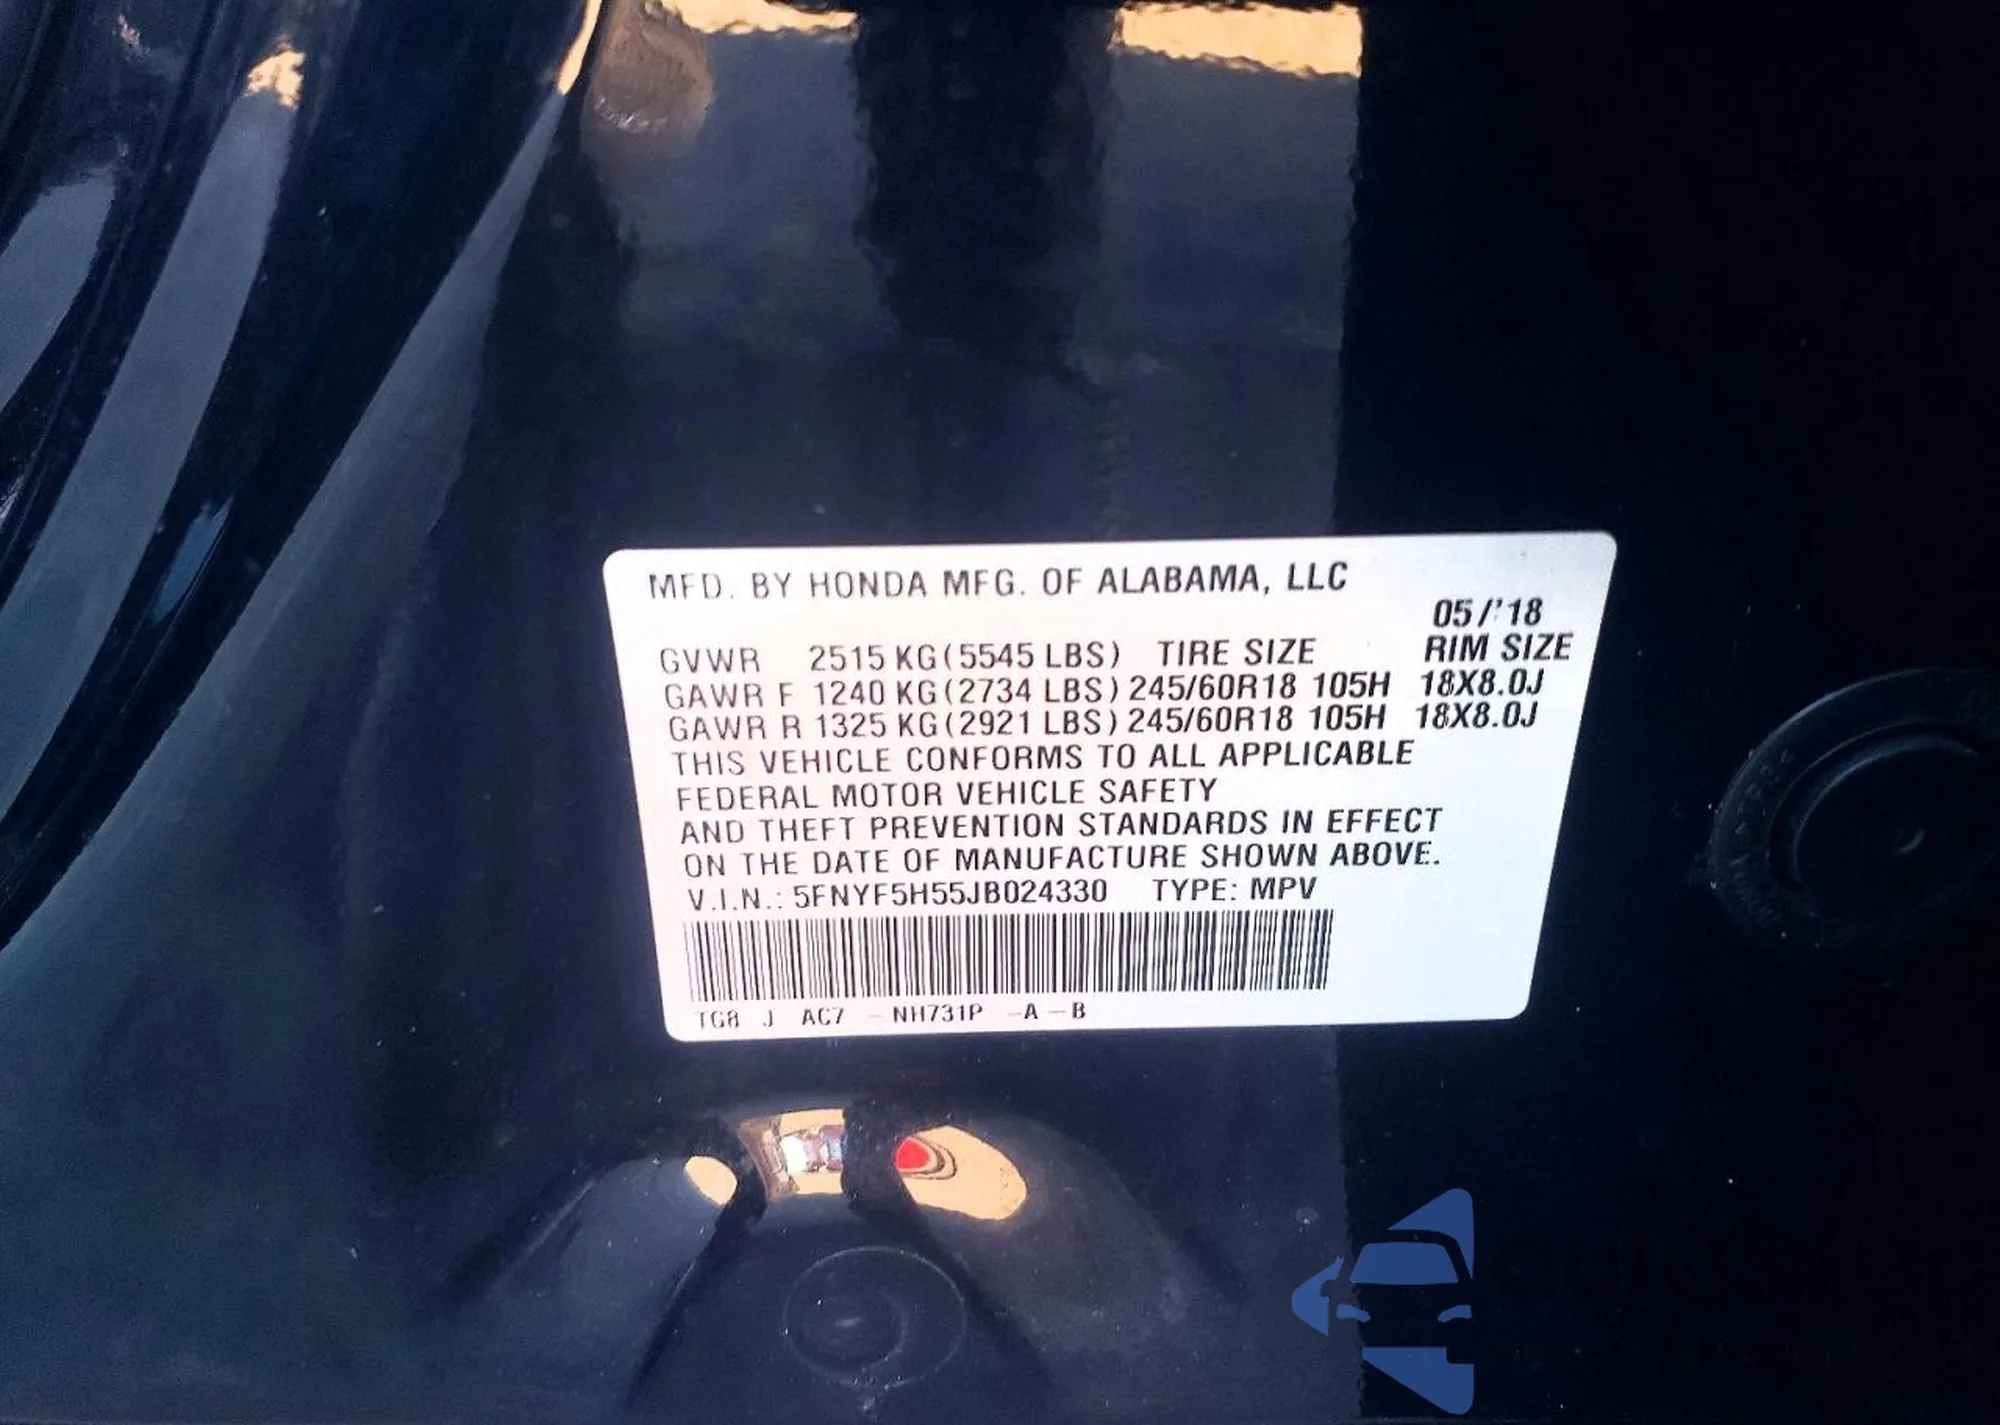 MFD. BY HONDA MFG. OF ALABAMA, LLC
05/'18
GVWR 2515 KG (5545 LBS) TIRE SIZE RIM SIZE
GAWR F 1240 KG (2734 LBS) 245/60R18 105H 18X8.0J
GAWR R 1325 KG (2921 LBS) 245/60R18 105H 18X8.0J
THIS VEHICLE CONFORMS TO ALL APPLICABLE
FEDERAL MOTOR VEHICLE SAFETY
AND THEFT PREVENTION STANDARDS IN EFFECT
ON THE DATE OF MANUFACTURE SHOWN ABOVE.
V.I.N.: 5FNYF5H55JB024330 TYPE: MPV
TG8 J AC7 - NH731P -A-B